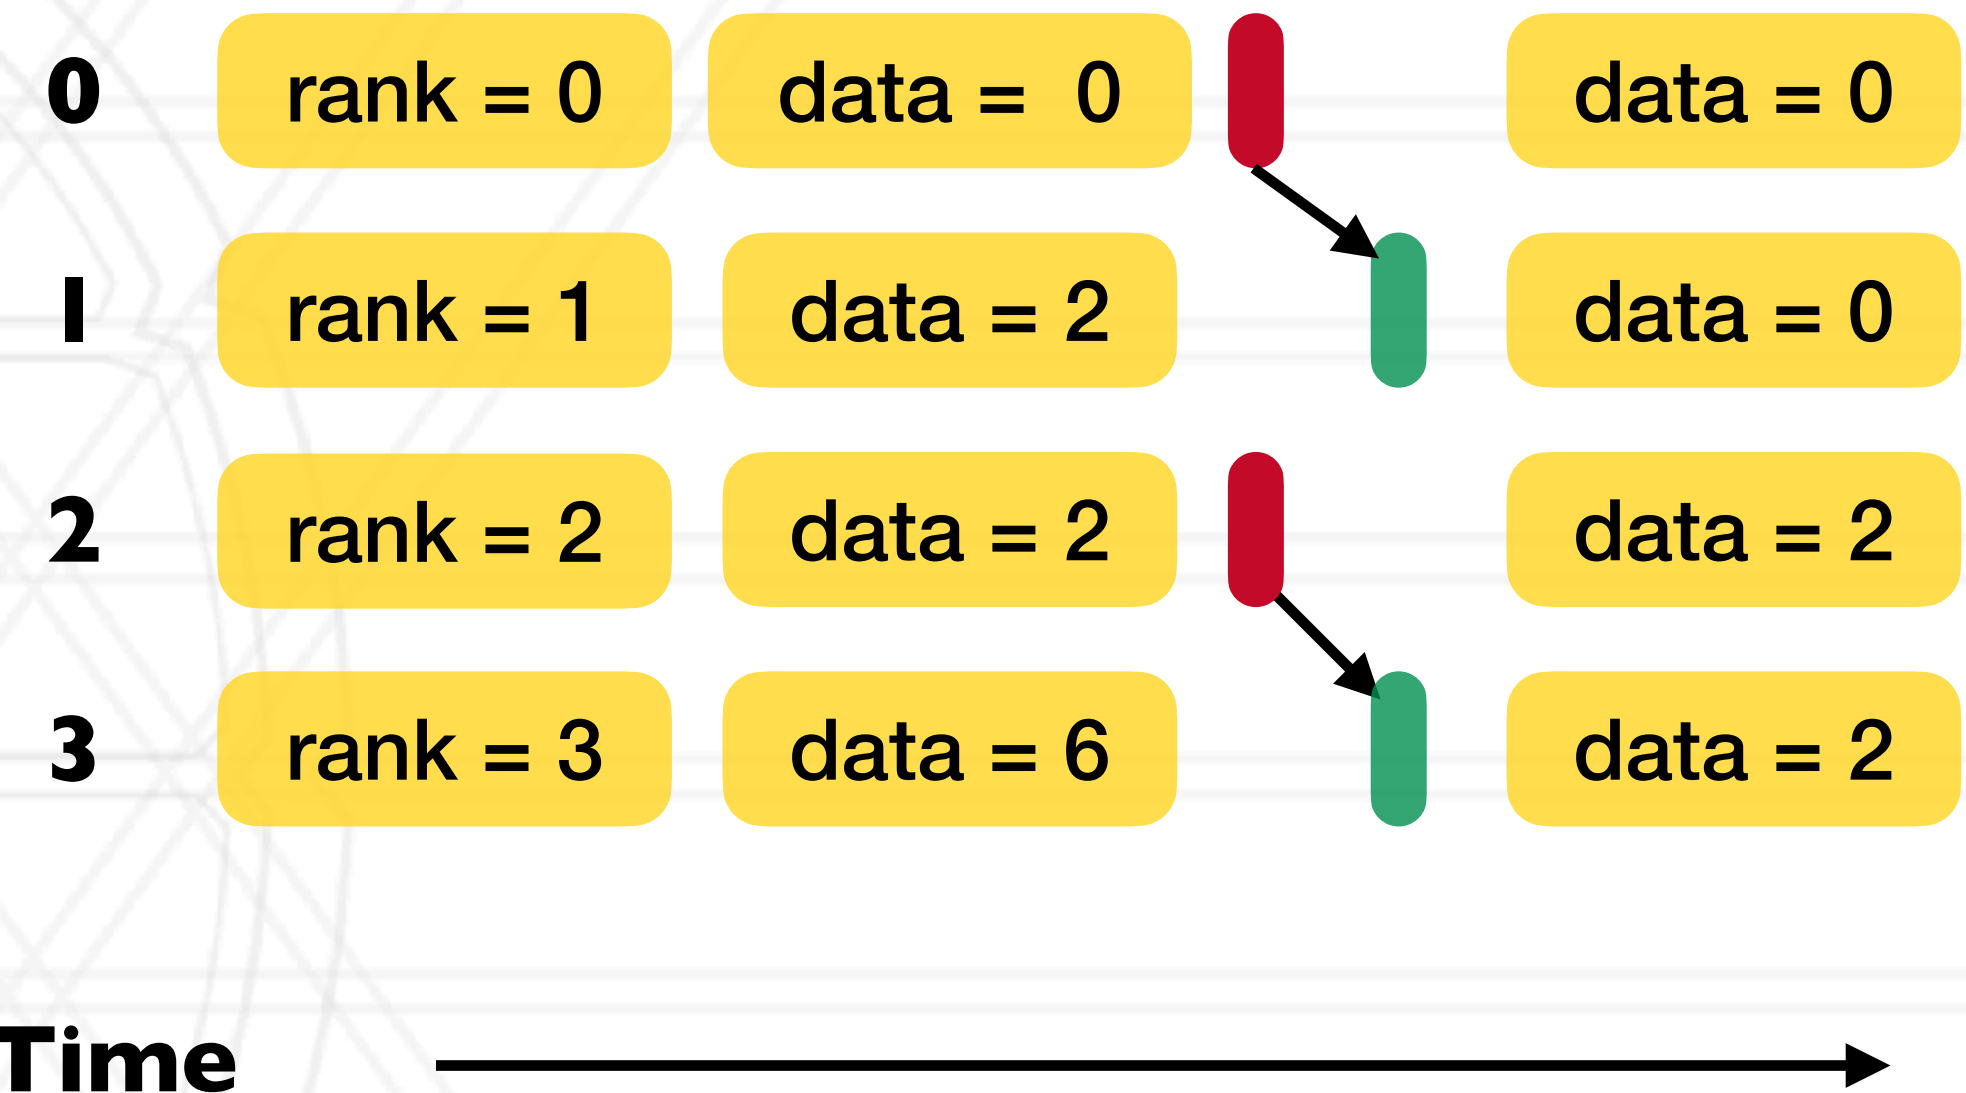 0 rank = 0 data = 0 data = 0
1 rank = 1 data = 2 data = 0
2 rank = 2 data = 2 data = 2
3 rank = 3 data = 6 data = 2
Time